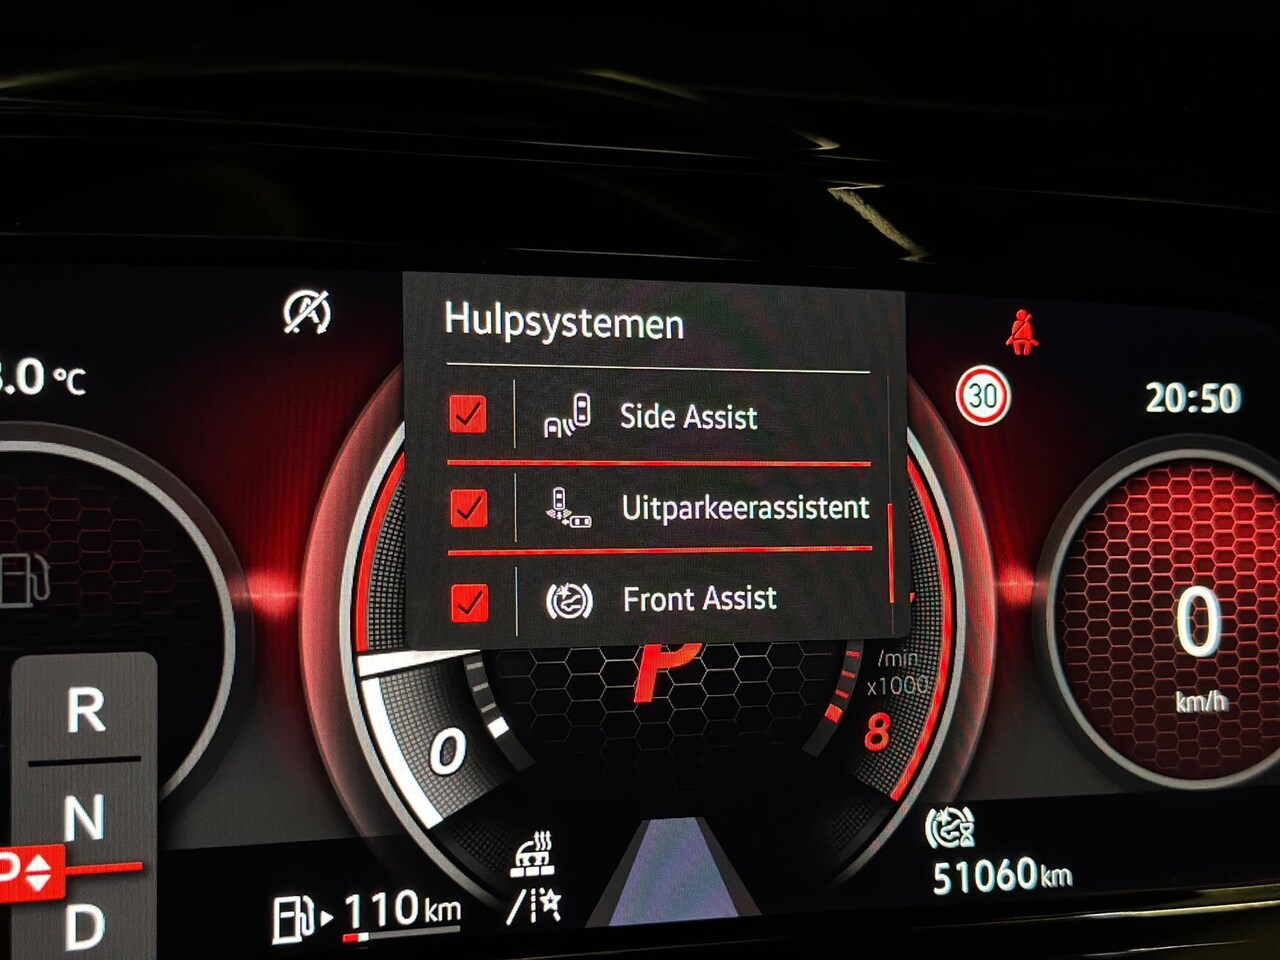 Hulpsystemen
.0 °C
30
20:50
Side Assist
Uitparkeerassistent
Front Assist
P
/min
x1000
0
8
0
km/h
R
N
P
D
110 km
51060 km